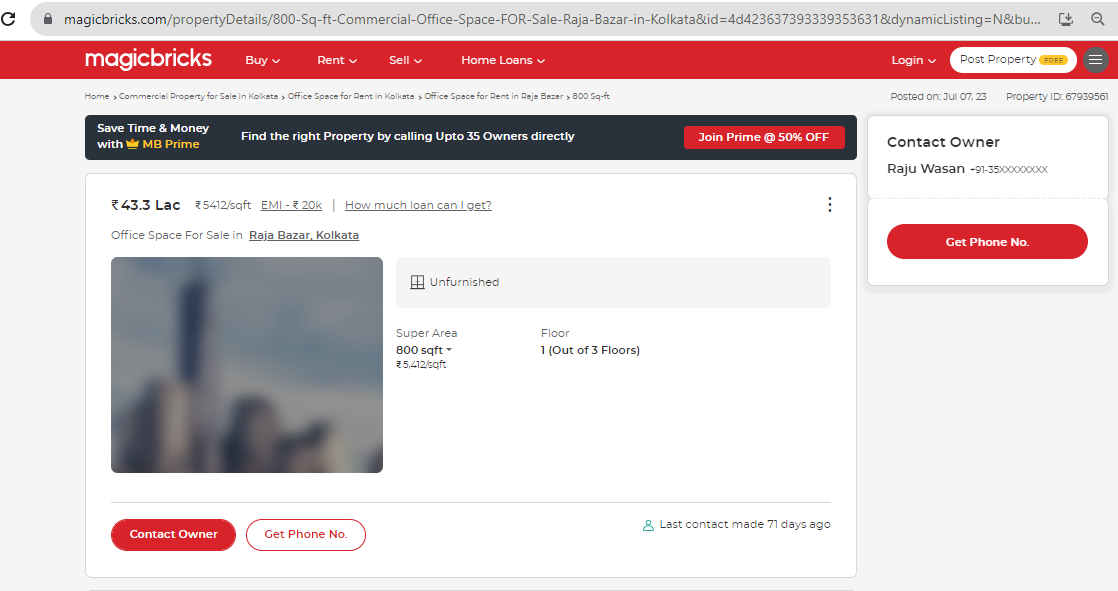 magicbricks.com/propertyDetails/800-Sq-ft-Commercial-Office-Space-FOR-Sale-Raja-Bazar-in-Kolkata&id=4d423637393339353631&dynamicListing=N&bu...
magicbricks Buy Rent Sell Home Loans Login Post Property FREE
Home > Commercial Property for Sale in Kolkata > Office Space for Rent in Kolkata > Office Space for Rent in Raja Bazar > 800 Sq-ft
Posted on: Jul 07, 23 Property ID: 67939561
Save Time & Money
with MB Prime
Find the right Property by calling Upto 35 Owners directly
Join Prime @ 50% OFF
₹ 43.3 Lac ₹ 5412/sqft EMI - ₹ 20k | How much loan can I get?
Office Space For Sale in Raja Bazar, Kolkata
Unfurnished
Super Area
800 sqft
₹ 5,412/sqft
Floor
1 (Out of 3 Floors)
Contact Owner
Get Phone No.
Last contact made 71 days ago
Contact Owner
Raju Wasan +91-35XXXXXXXX
Get Phone No.